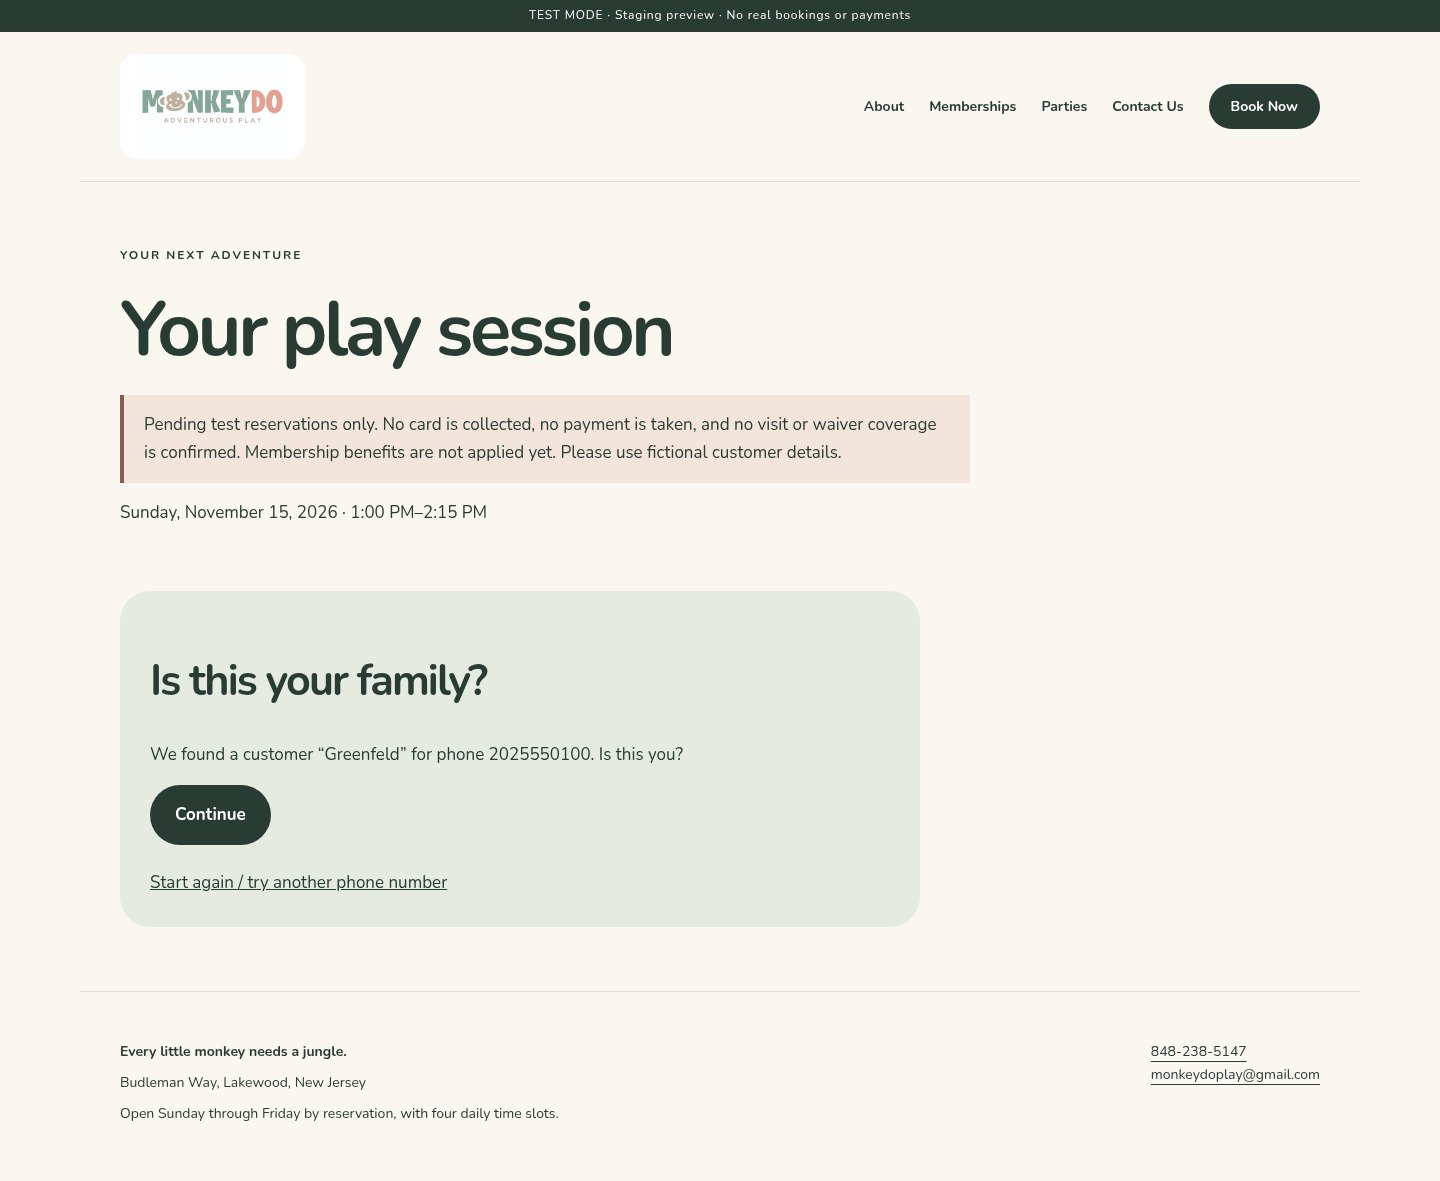 TEST MODE · Staging preview · No real bookings or payments
MONKEYDO
ADVENTUROUS PLAY
About
Memberships
Parties
Contact Us
Book Now
YOUR NEXT ADVENTURE
Your play session
Pending test reservations only. No card is collected, no payment is taken, and no visit or waiver coverage
is confirmed. Membership benefits are not applied yet. Please use fictional customer details.
Sunday, November 15, 2026 · 1:00 PM–2:15 PM
Is this your family?
We found a customer “Greenfeld” for phone 2025550100. Is this you?
Continue
Start again / try another phone number
Every little monkey needs a jungle.
Budleman Way, Lakewood, New Jersey
Open Sunday through Friday by reservation, with four daily time slots.
848-238-5147
monkeydoplay@gmail.com